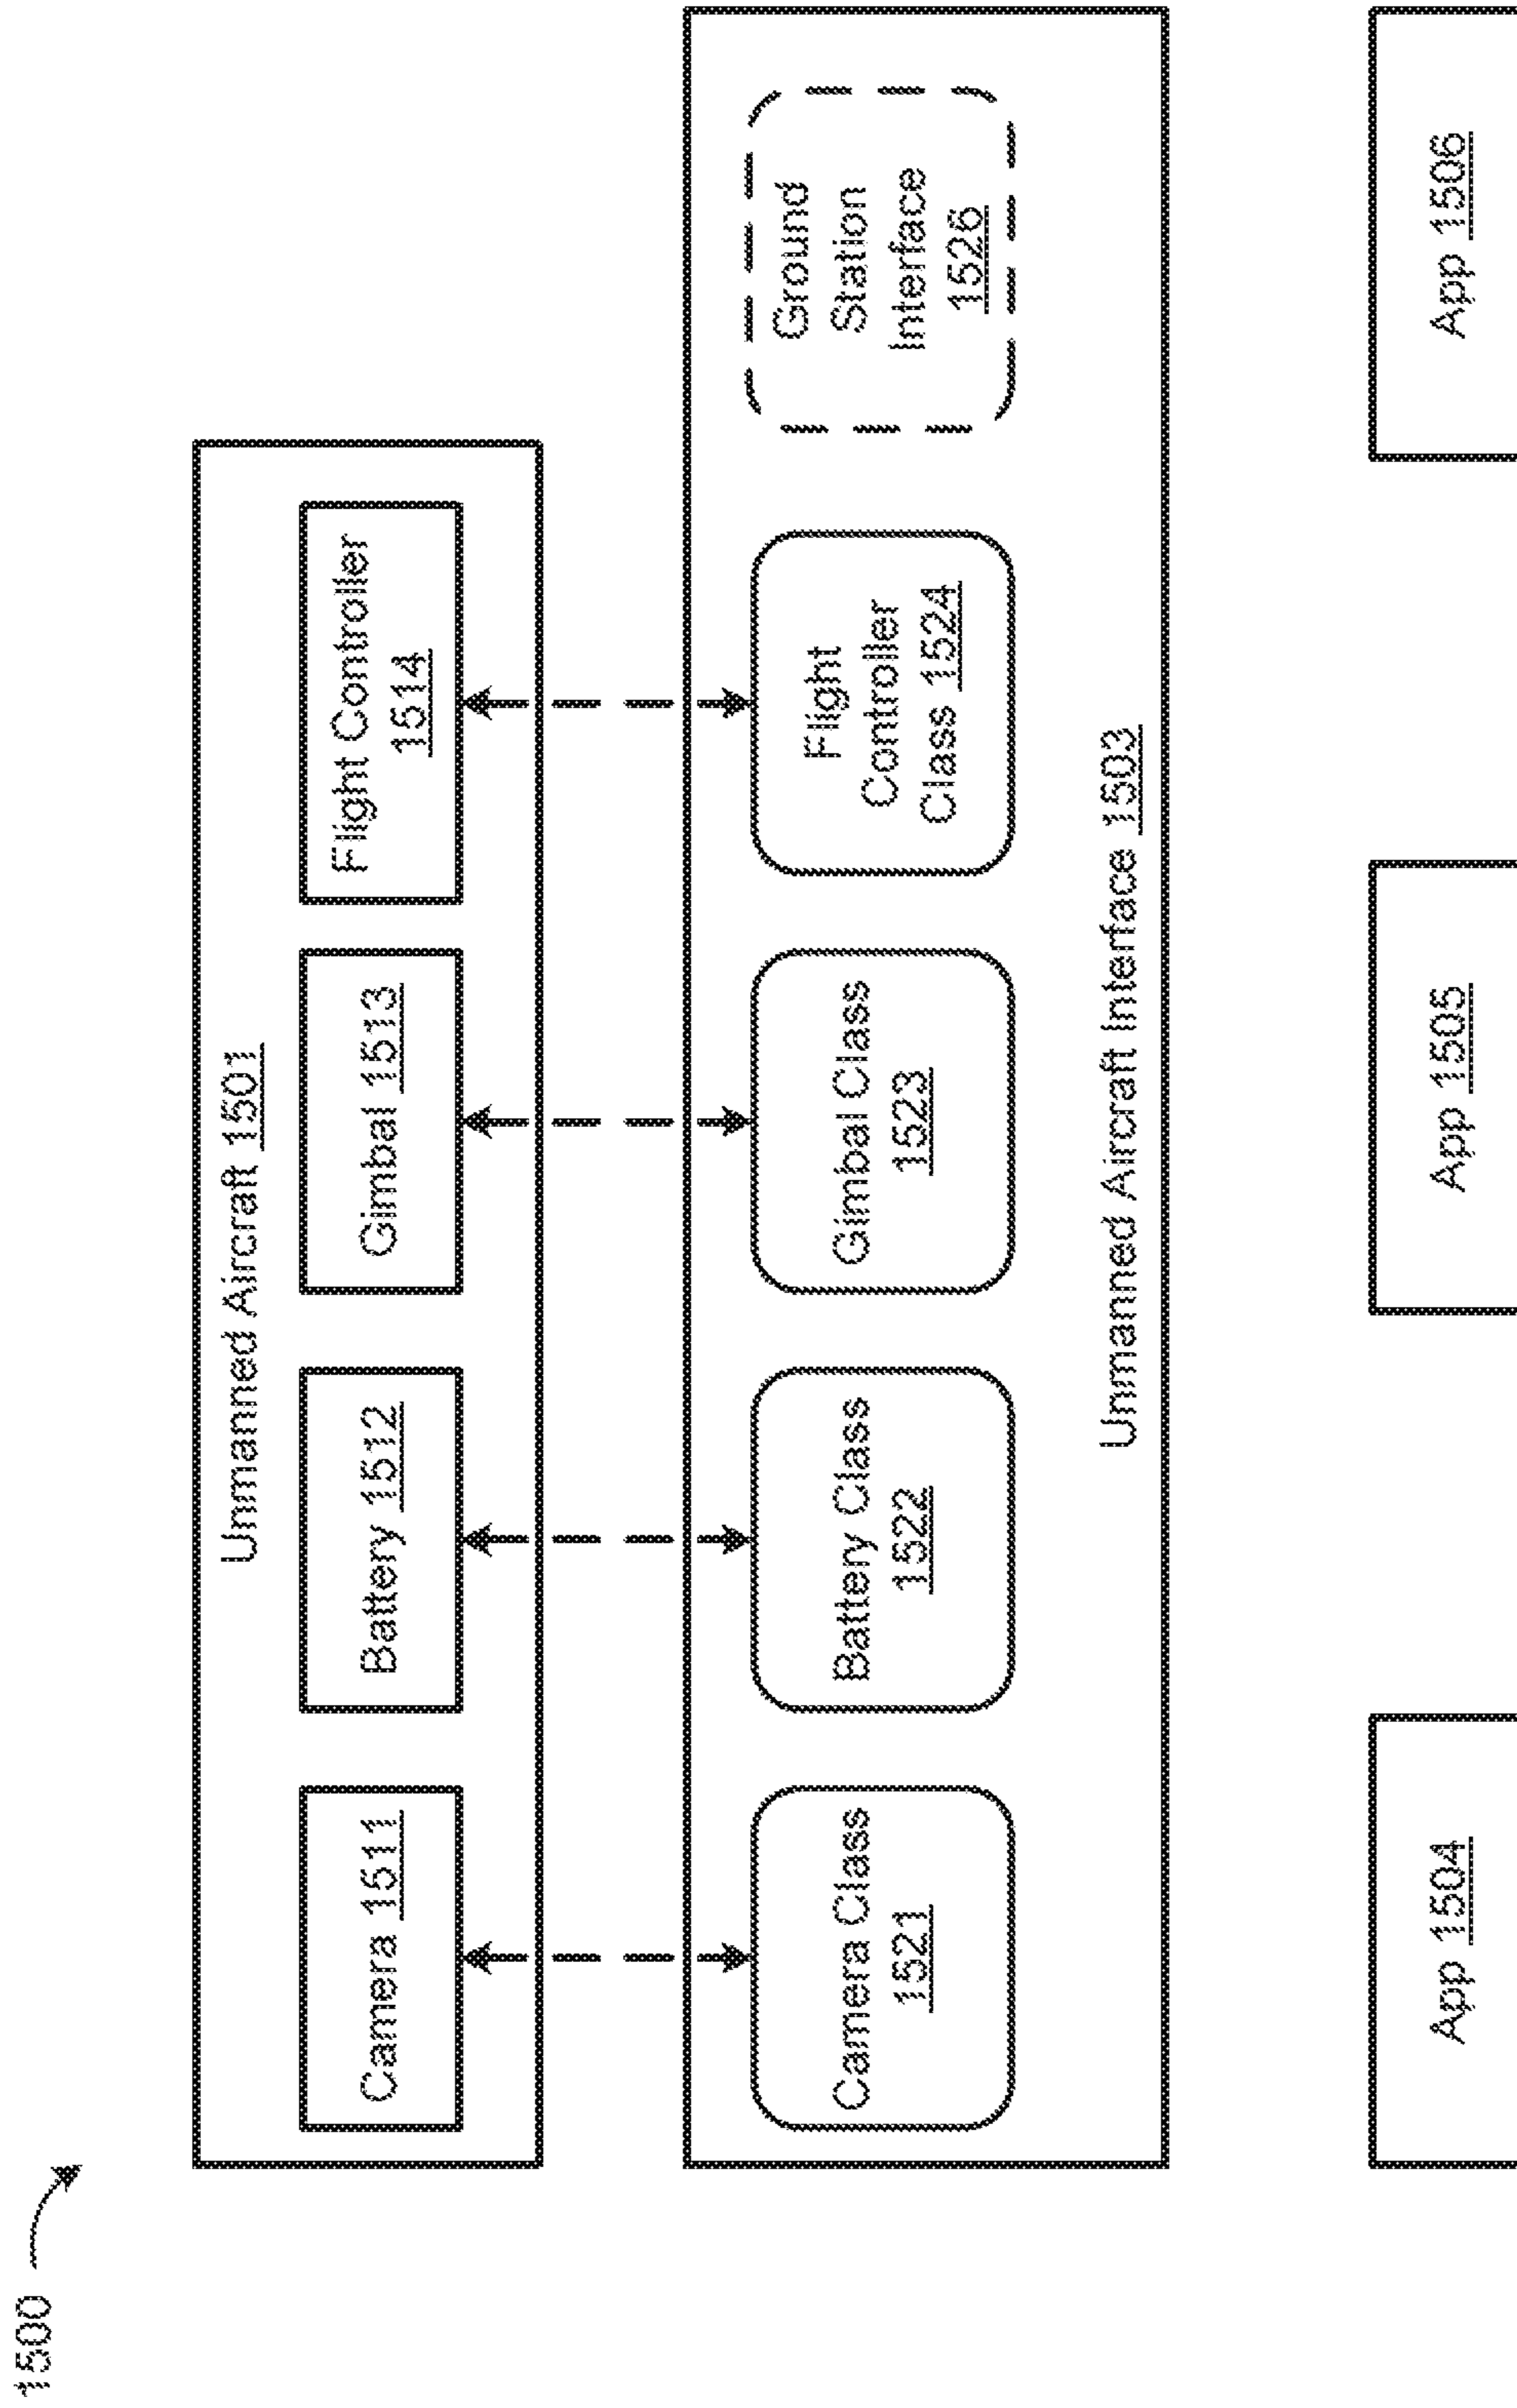 1500
Unmanned Aircraft 1501
Camera 1511
Battery 1512
Gimbal 1513
Flight Controller
1514
Camera Class
1521
Battery Class
1522
Gimbal Class
1523
Flight
Controller
Class 1524
Ground
Station
Interface
1526
Unmanned Aircraft Interface 1503
App 1504
App 1505
App 1506